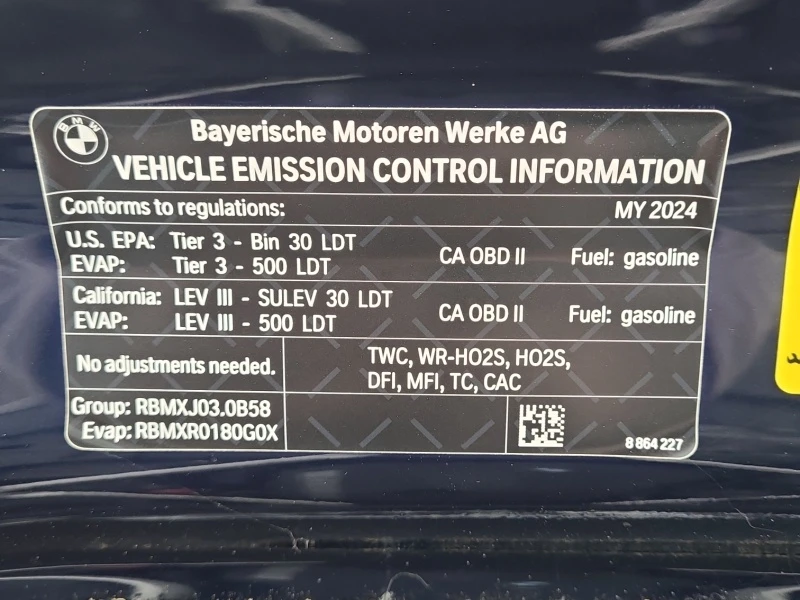 BMW
Bayerische Motoren Werke AG
VEHICLE EMISSION CONTROL INFORMATION
Conforms to regulations: MY 2024
U.S. EPA: Tier 3 - Bin 30 LDT CA OBD II Fuel: gasoline
EVAP: Tier 3 - 500 LDT
California: LEV III - SULEV 30 LDT CA OBD II Fuel: gasoline
EVAP: LEV III - 500 LDT
No adjustments needed. TWC, WR-HO2S, HO2S,
DFI, MFI, TC, CAC
Group: RBMXJ03.0B58
Evap: RBMXR0180G0X
8 864 227